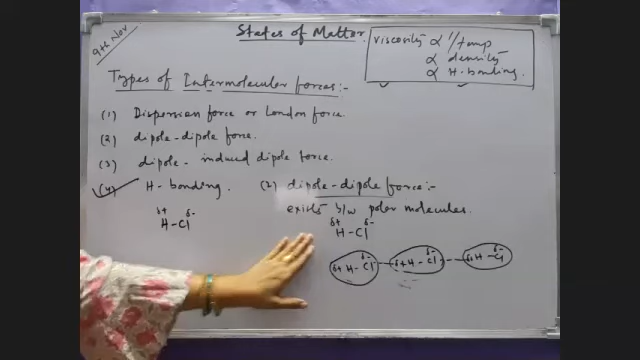 9th Nov
States of Matter
viscosity α 1/temp
α density
α H-bonding.
Types of Intermolecular forces:-
(1) Dispersion force or London force.
(2) dipole-dipole force.
(3) dipole-induced dipole force.
(4) H-bonding.
δ+ δ-
H-Cl
(2) dipole-dipole force:-
exists b/w polar molecules.
δ+ δ-
H-Cl
δ+ H-Cl δ- --- δ+ H-Cl δ- --- δ+ H-Cl δ-